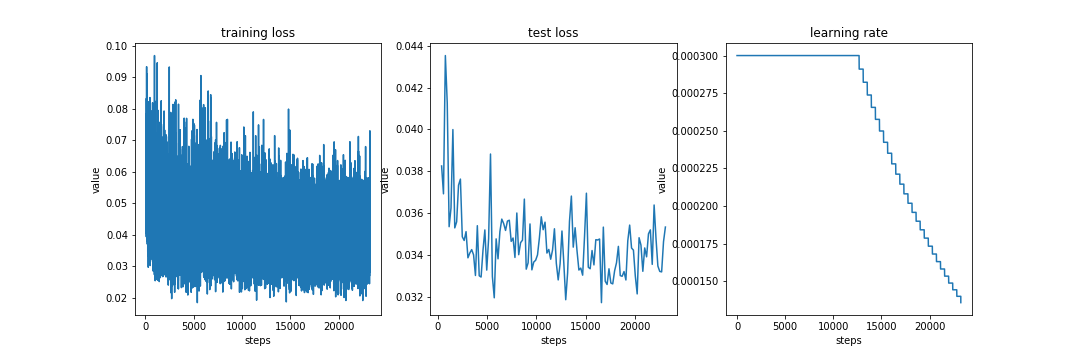 training loss
0.10
0.09
0.08
0.07
0.06
0.05
0.04
0.03
0.02
value
0 5000 10000 15000 20000
steps
test loss
0.044
0.042
0.040
0.038
0.036
0.034
0.032
value
0 5000 10000 15000 20000
steps
learning rate
0.000300
0.000275
0.000250
0.000225
0.000200
0.000175
0.000150
value
0 5000 10000 15000 20000
steps